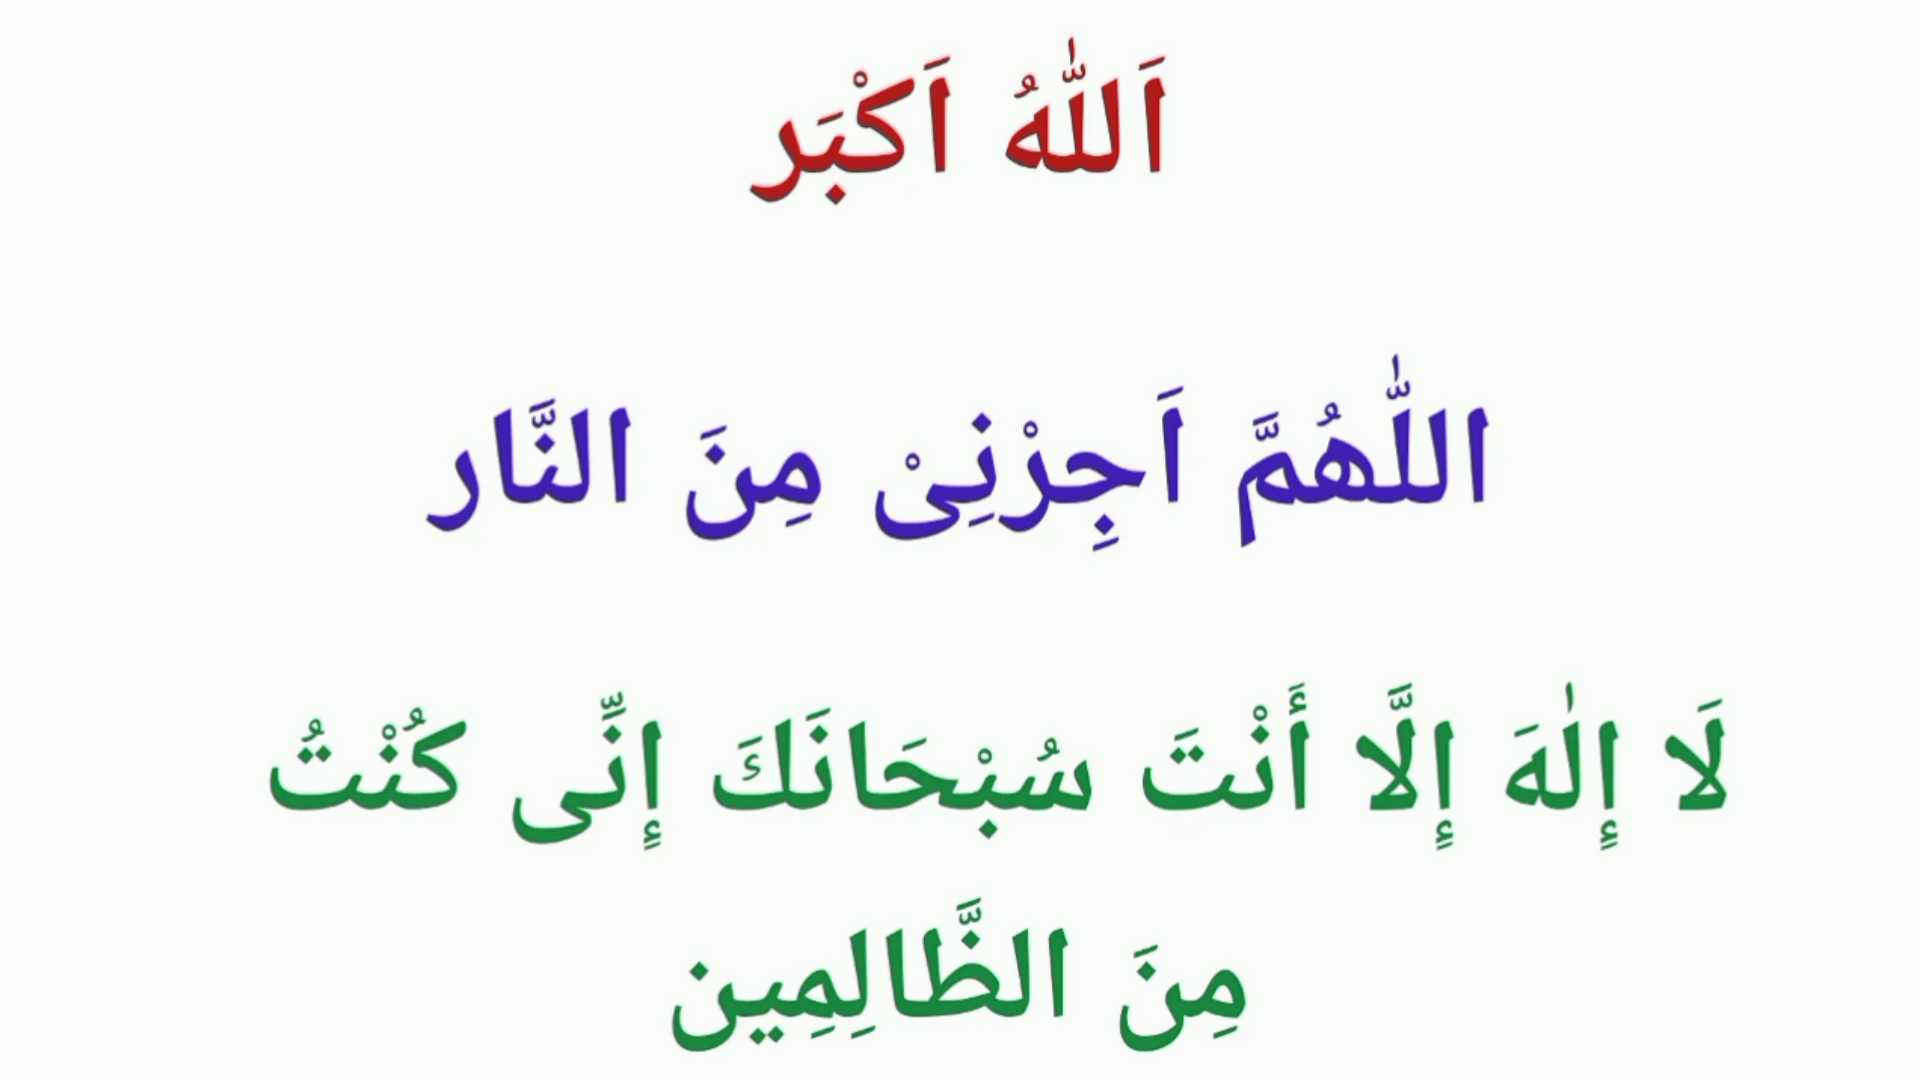 اَللّٰهُ اَكْبَر
اللّٰهُمَّ اَجِرْنِیْ مِنَ النَّار
لَا إِلٰهَ إِلَّا أَنْتَ سُبْحَانَكَ إِنِّی كُنْتُ
مِنَ الظَّالِمِين